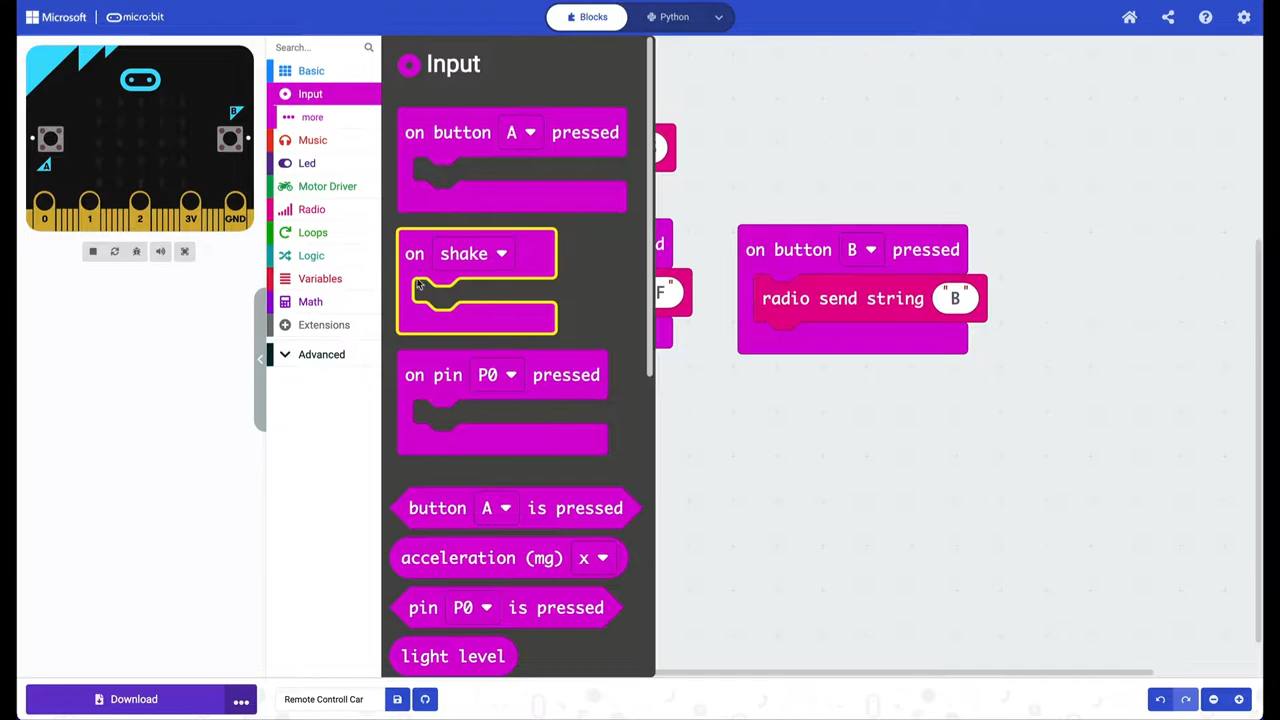 Microsoft micro:bit Blocks Python
Search...
Basic
Input
more
Music
Led
Motor Driver
Radio
Loops
Logic
Variables
Math
Extensions
Advanced
A
B
0 1 2 3V GND
Input
on button A pressed
on shake
on pin P0 pressed
button A is pressed
acceleration (mg) x
pin P0 is pressed
light level
F"
on button B pressed
radio send string "B"
Download
Remote Controll Car